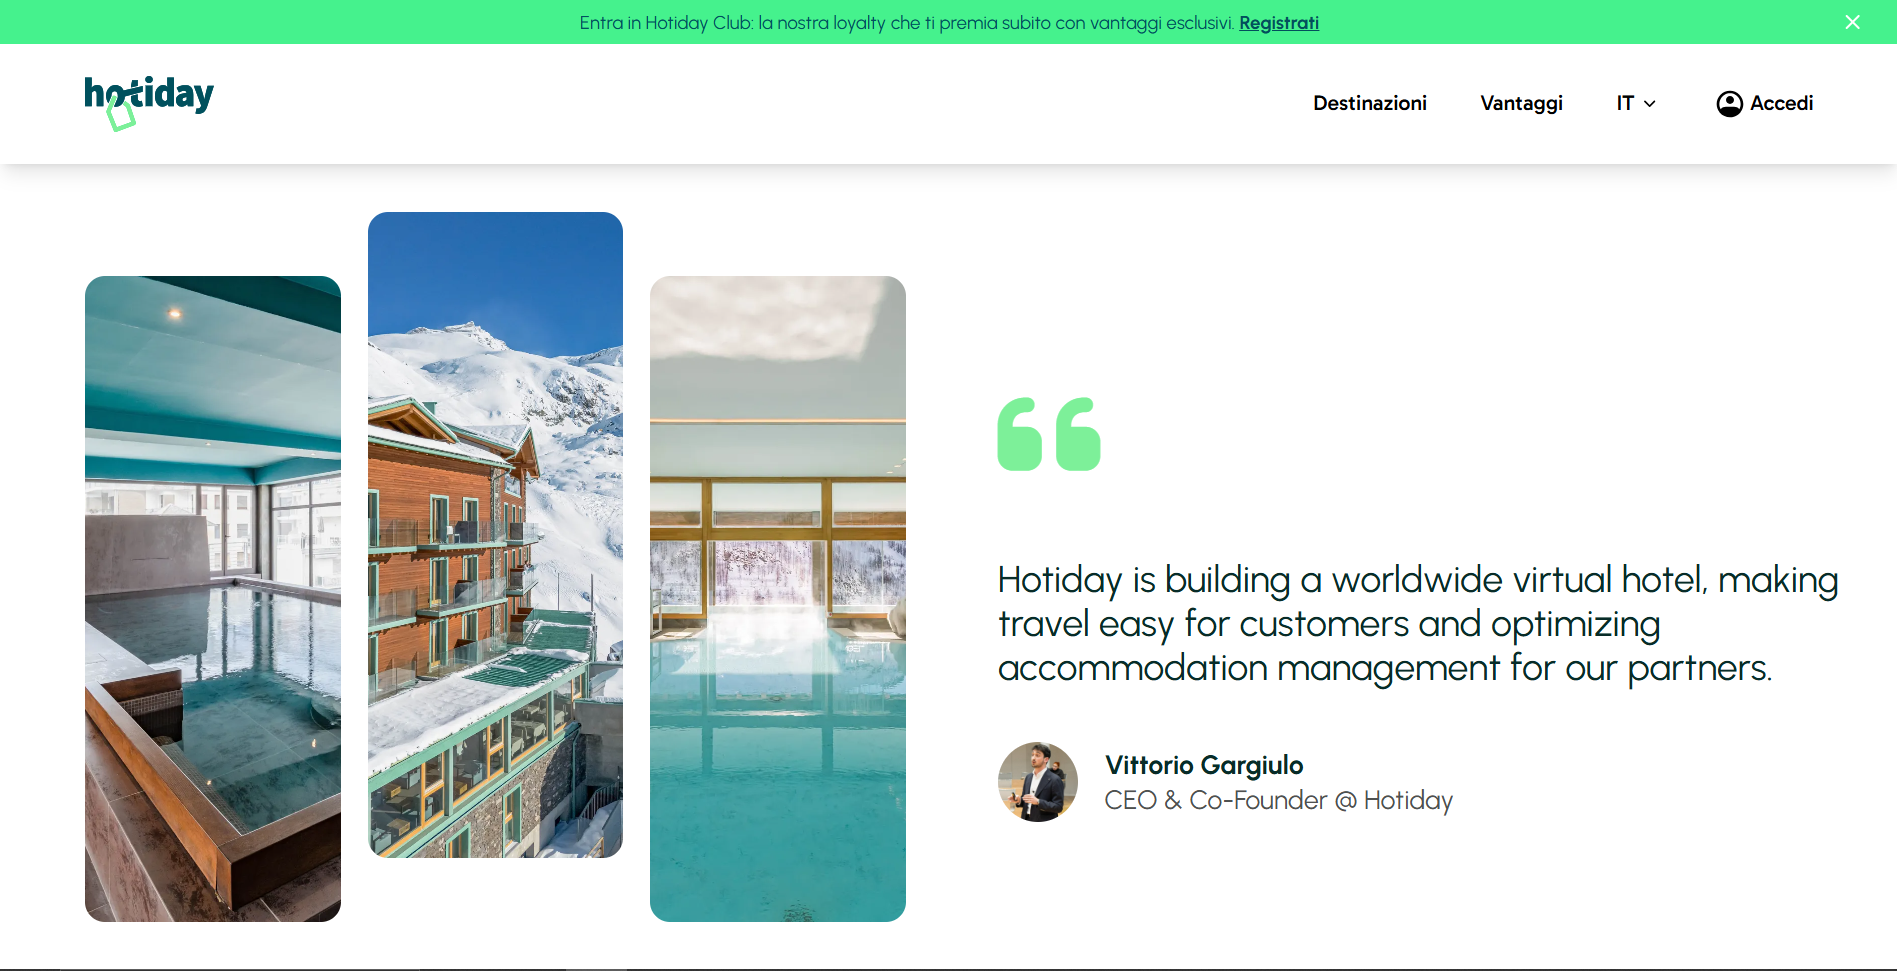 Entra in Hotiday Club: la nostra loyalty che ti premia subito con vantaggi esclusivi. Registrati
hotiday
Destinazioni
Vantaggi
IT
Accedi
Hotiday is building a worldwide virtual hotel, making
travel easy for customers and optimizing
accommodation management for our partners.
Vittorio Gargiulo
CEO & Co-Founder @ Hotiday